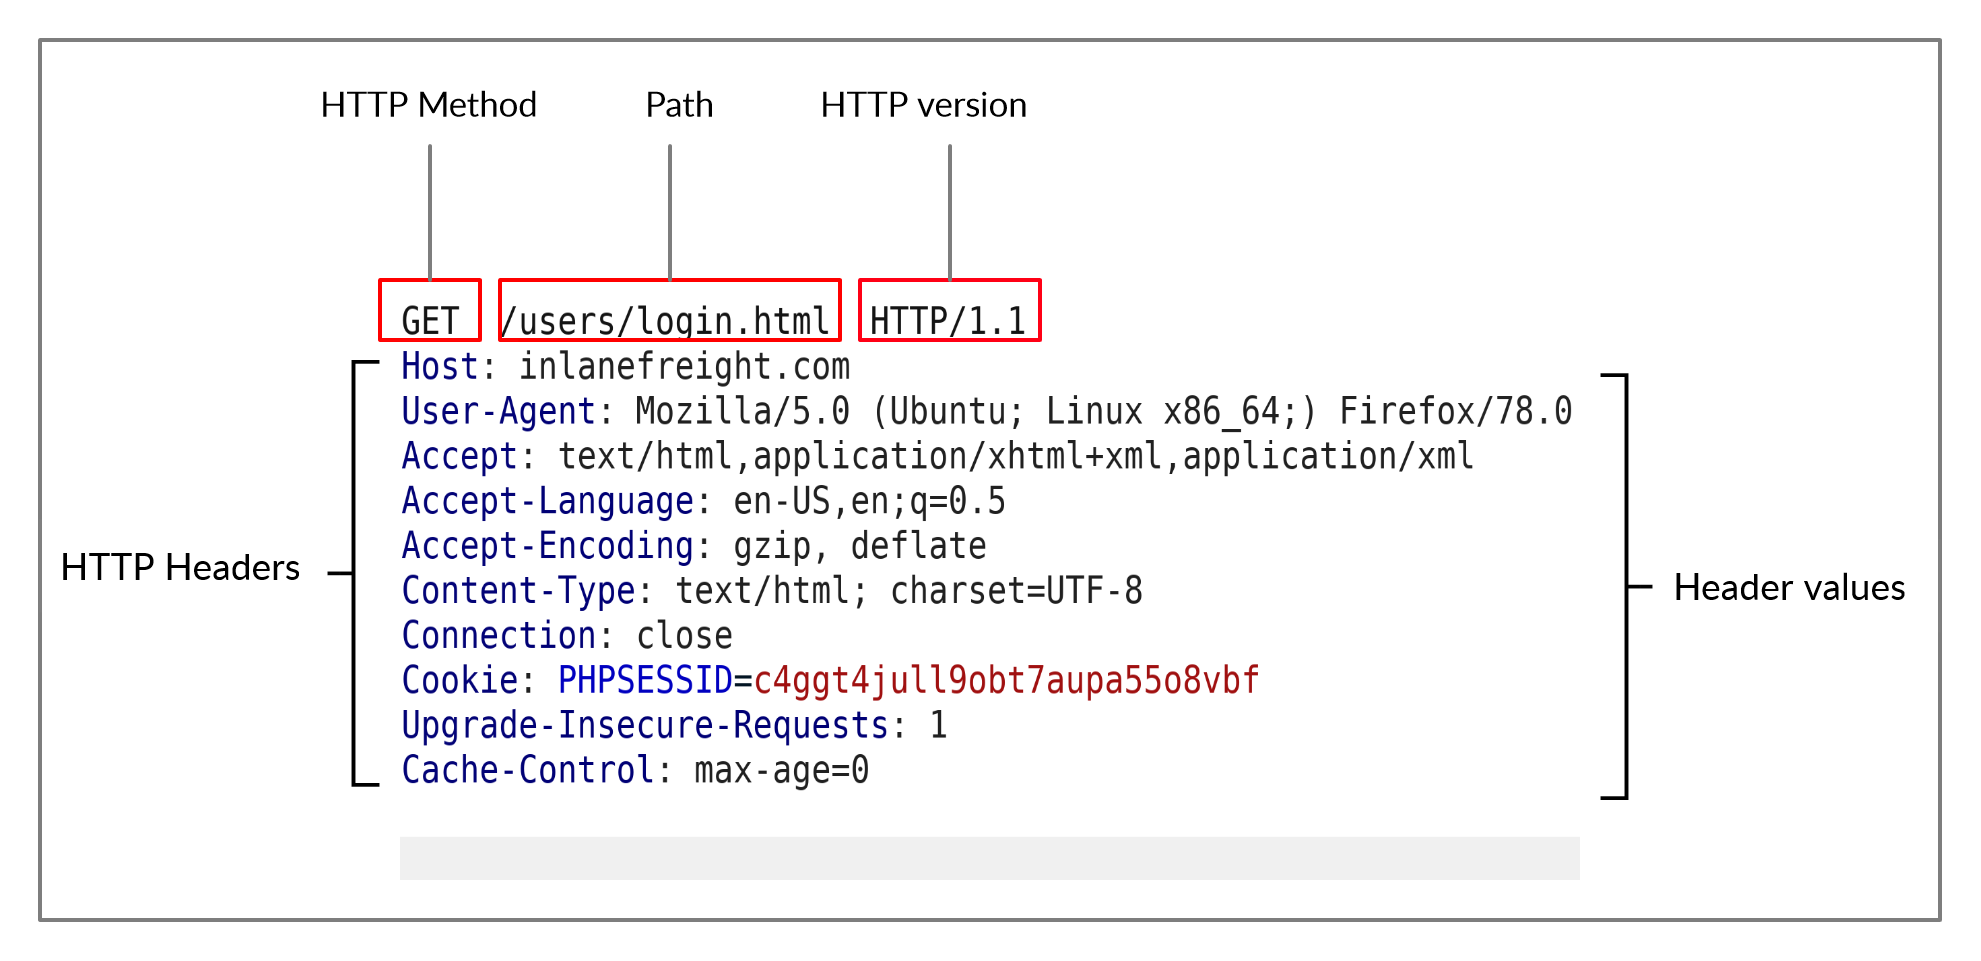 HTTP Method Path HTTP version
GET /users/login.html HTTP/1.1
Host: inlanefreight.com
User-Agent: Mozilla/5.0 (Ubuntu; Linux x86_64;) Firefox/78.0
Accept: text/html,application/xhtml+xml,application/xml
Accept-Language: en-US,en;q=0.5
Accept-Encoding: gzip, deflate
HTTP Headers
Header values
Content-Type: text/html; charset=UTF-8
Connection: close
Cookie: PHPSESSID=c4ggt4jull9obt7aupa55o8vbf
Upgrade-Insecure-Requests: 1
Cache-Control: max-age=0